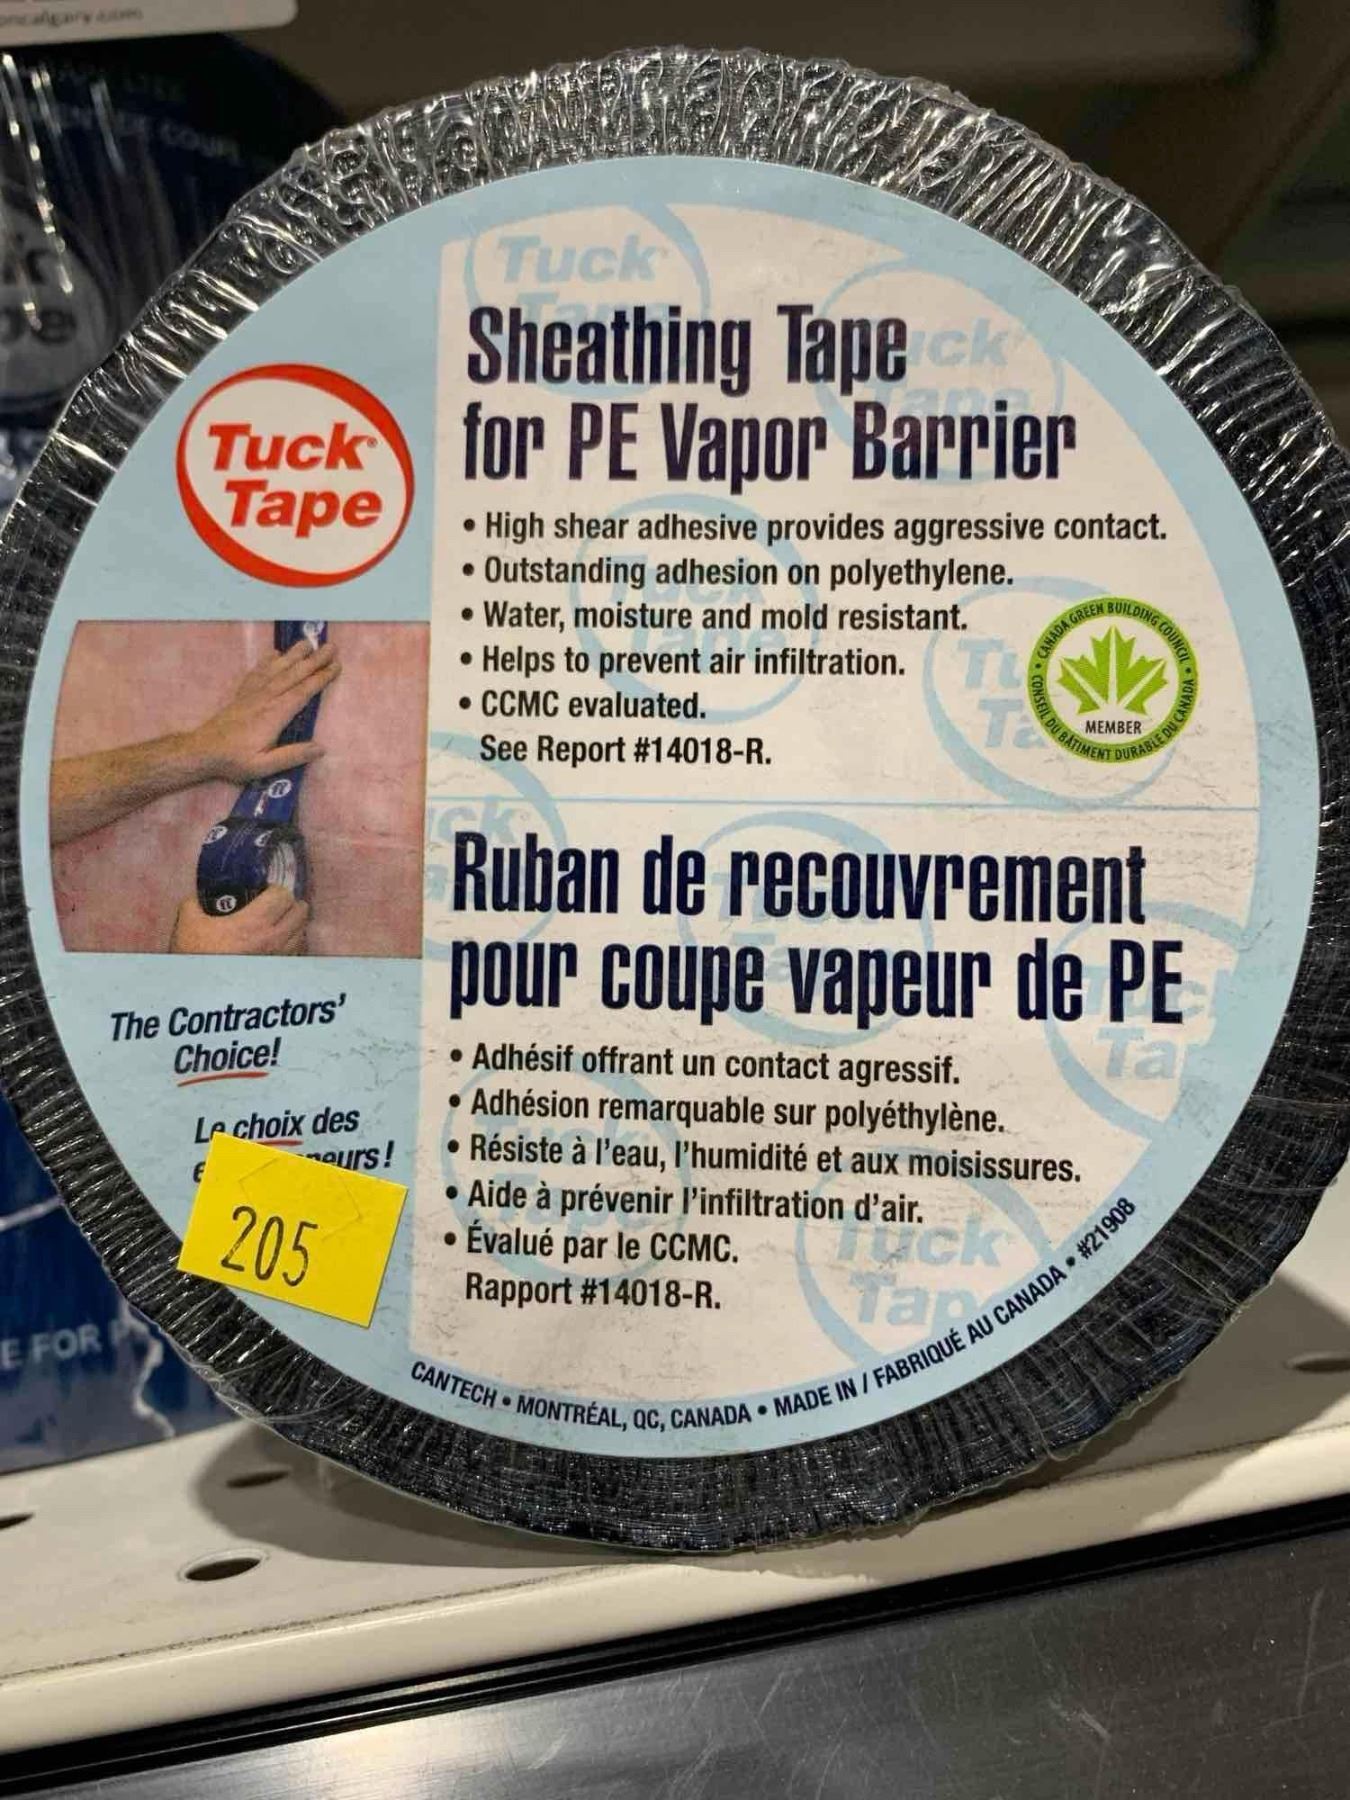 Tuck
Tape
Sheathing Tape
for PE Vapor Barrier
• High shear adhesive provides aggressive contact.
• Outstanding adhesion on polyethylene.
• Water, moisture and mold resistant.
• Helps to prevent air infiltration.
• CCMC evaluated.
See Report #14018-R.
CANADA GREEN BUILDING COUNCIL
MEMBER
CONSEIL DU BÂTIMENT DURABLE DU CANADA
Ruban de recouvrement
pour coupe vapeur de PE
• Adhésif offrant un contact agressif.
• Adhésion remarquable sur polyéthylène.
• Résiste à l'eau, l'humidité et aux moisissures.
• Aide à prévenir l'infiltration d'air.
• Évalué par le CCMC.
Rapport #14018-R.
The Contractors'
Choice!
Le choix des
205
CANTECH • MONTRÉAL, QC, CANADA • MADE IN / FABRIQUÉ AU CANADA • #21908